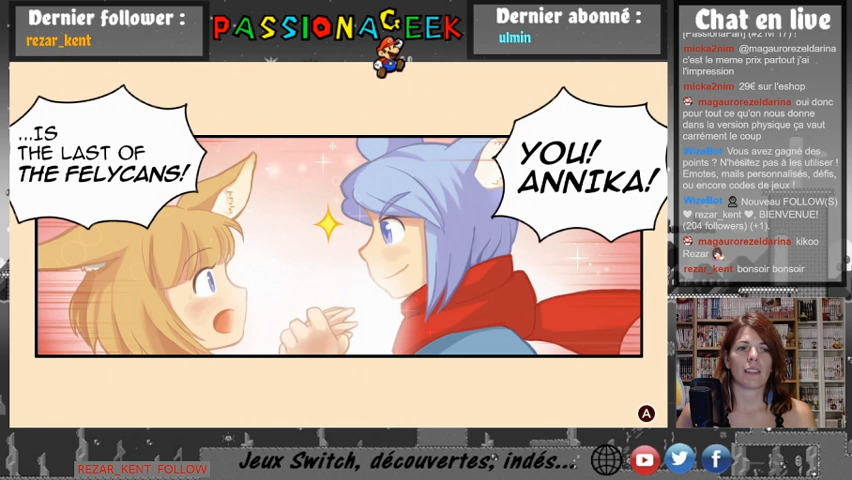 Dernier follower :
rezar_kent
PASSIONAGEEK
Dernier abonné :
ulmin
Chat en live
...IS
THE LAST OF
THE FELYCANS!
YOU!
ANNIKA!
A
micka2nim @magaurorezeldarina
c'est le meme prix partout j'ai
l'impression
micka2nim 29€ sur l'eshop
magaurorezeldarina oui donc
pour tout ce qu'on nous donne
dans la version physique ça vaut
carrément le coup
WizeBot Vous avez gagné des
points ? N'hésitez pas à les utiliser !
Emotes, mails personnalisés, défis,
ou encore codes de jeux !
WizeBot Nouveau FOLLOW(S)
rezar_kent , BIENVENUE!
(204 followers) (+1).
magaurorezeldarina kikoo
Rezar
rezar_kent bonsoir bonsoir
REZAR_KENT FOLLOW
Jeux Switch, découvertes, indés...